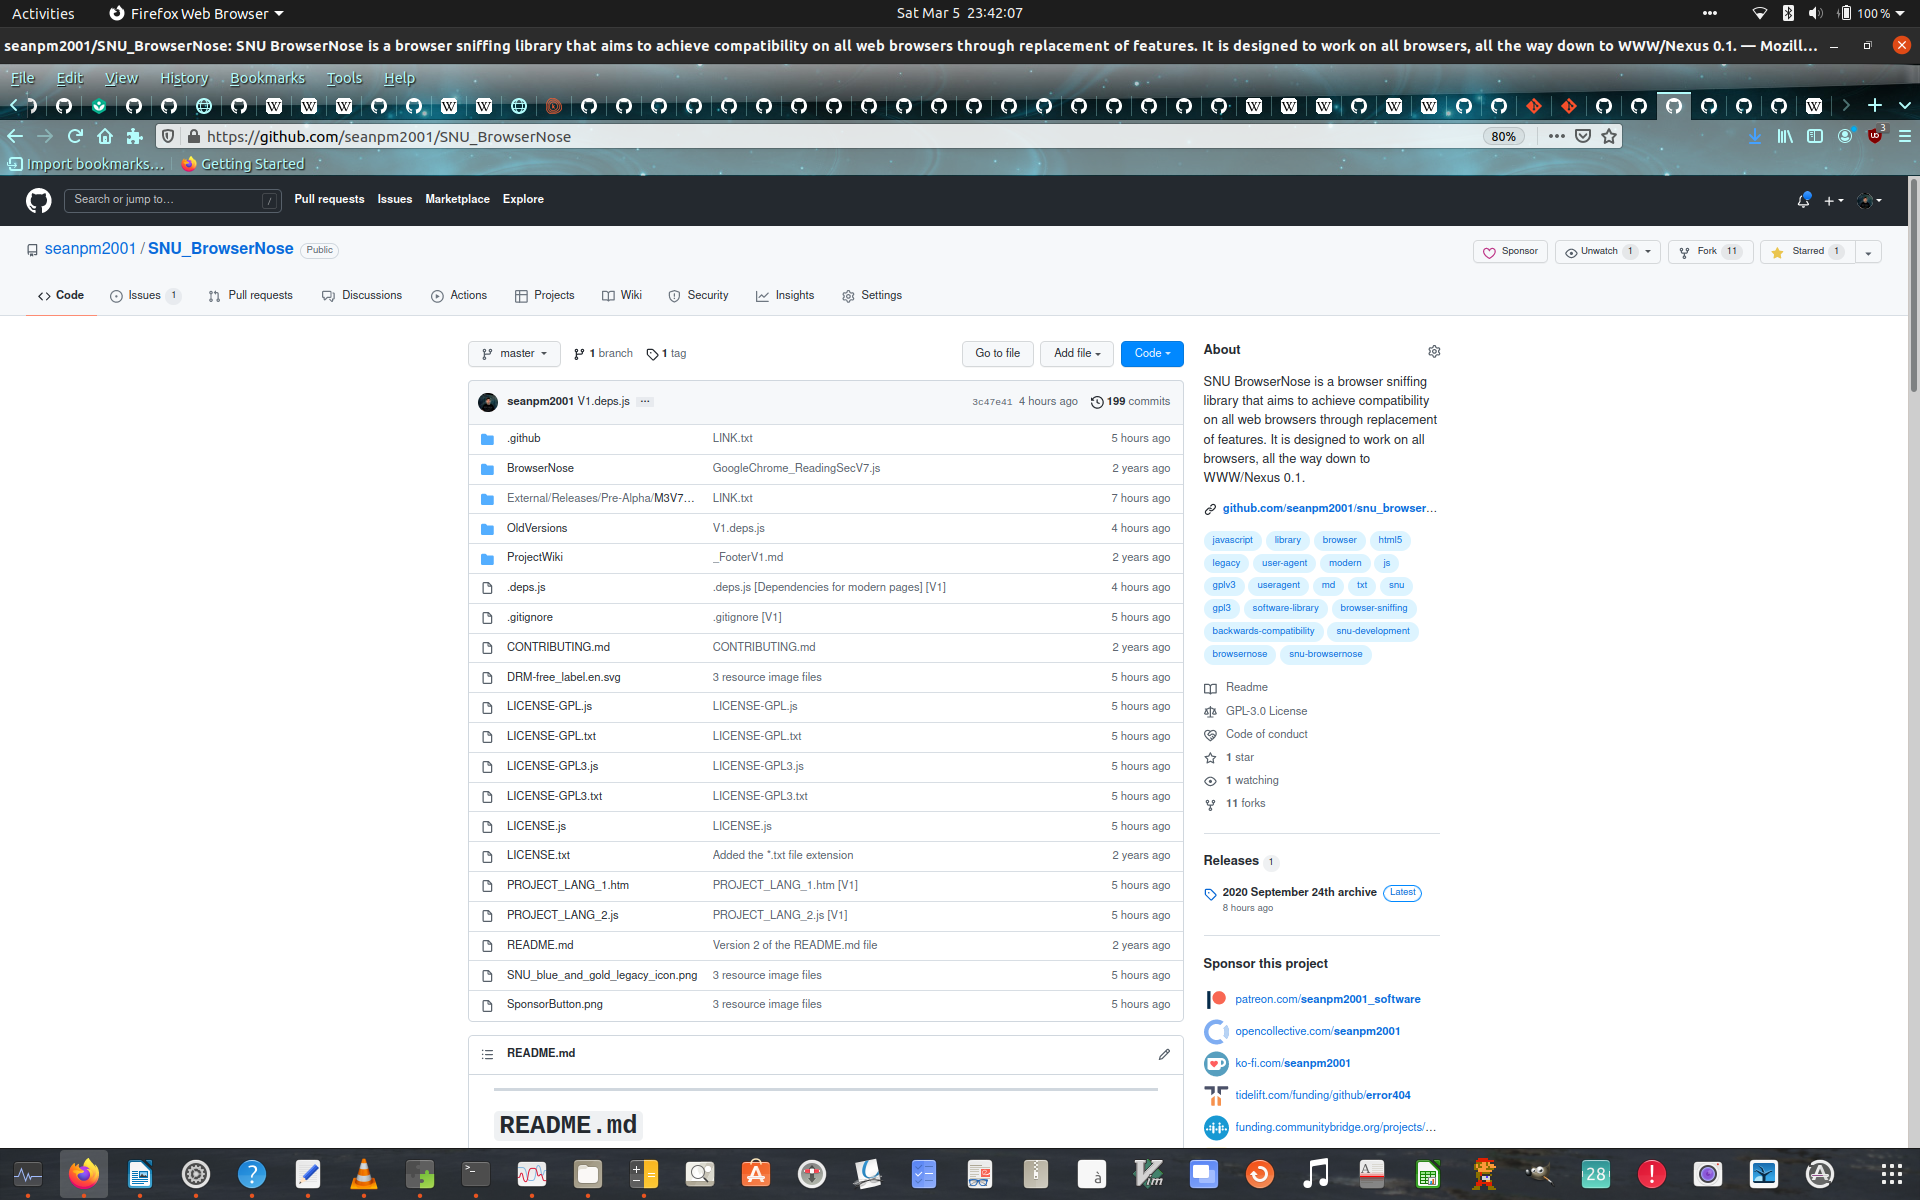 Activities
Firefox Web Browser
Sat Mar 5 23:42:07
100 %
seanpm2001/SNU_BrowserNose: SNU BrowserNose is a browser sniffing library that aims to achieve compatibility on all web browsers through replacement of features. It is designed to work on all browsers, all the way down to WWW/Nexus 0.1. — Mozill...
File Edit View History Bookmarks Tools Help
https://github.com/seanpm2001/SNU_BrowserNose
80%
3
Import bookmarks... Getting Started
Search or jump to... /
Pull requests Issues Marketplace Explore
seanpm2001 / SNU_BrowserNose Public
Sponsor Unwatch 1 Fork 11 Starred 1
Code Issues 1 Pull requests Discussions Actions Projects Wiki Security Insights Settings
master 1 branch 1 tag
Go to file Add file Code
seanpm2001 V1.deps.js ... 3c47e41 4 hours ago 199 commits
.github LINK.txt 5 hours ago
BrowserNose GoogleChrome_ReadingSecV7.js 2 years ago
External/Releases/Pre-Alpha/M3V7... LINK.txt 7 hours ago
OldVersions V1.deps.js 4 hours ago
ProjectWiki _FooterV1.md 2 years ago
.deps.js .deps.js [Dependencies for modern pages] [V1] 4 hours ago
.gitignore .gitignore [V1] 5 hours ago
CONTRIBUTING.md CONTRIBUTING.md 2 years ago
DRM-free_label.en.svg 3 resource image files 5 hours ago
LICENSE-GPL.js LICENSE-GPL.js 5 hours ago
LICENSE-GPL.txt LICENSE-GPL.txt 5 hours ago
LICENSE-GPL3.js LICENSE-GPL3.js 5 hours ago
LICENSE-GPL3.txt LICENSE-GPL3.txt 5 hours ago
LICENSE.js LICENSE.js 5 hours ago
LICENSE.txt Added the *.txt file extension 2 years ago
PROJECT_LANG_1.htm PROJECT_LANG_1.htm [V1] 5 hours ago
PROJECT_LANG_2.js PROJECT_LANG_2.js [V1] 5 hours ago
README.md Version 2 of the README.md file 2 years ago
SNU_blue_and_gold_legacy_icon.png 3 resource image files 5 hours ago
SponsorButton.png 3 resource image files 5 hours ago
README.md
README.md
About
SNU BrowserNose is a browser sniffing
library that aims to achieve compatibility
on all web browsers through replacement
of features. It is designed to work on all
browsers, all the way down to
WWW/Nexus 0.1.
github.com/seanpm2001/snu_browser...
javascript library browser html5
legacy user-agent modern js
gplv3 useragent md txt snu
gpl3 software-library browser-sniffing
backwards-compatibility snu-development
browsernose snu-browsernose
Readme
GPL-3.0 License
Code of conduct
1 star
1 watching
11 forks
Releases 1
2020 September 24th archive Latest
8 hours ago
Sponsor this project
patreon.com/seanpm2001_software
opencollective.com/seanpm2001
ko-fi.com/seanpm2001
tidelift.com/funding/github/error404
funding.communitybridge.org/projects/...
28